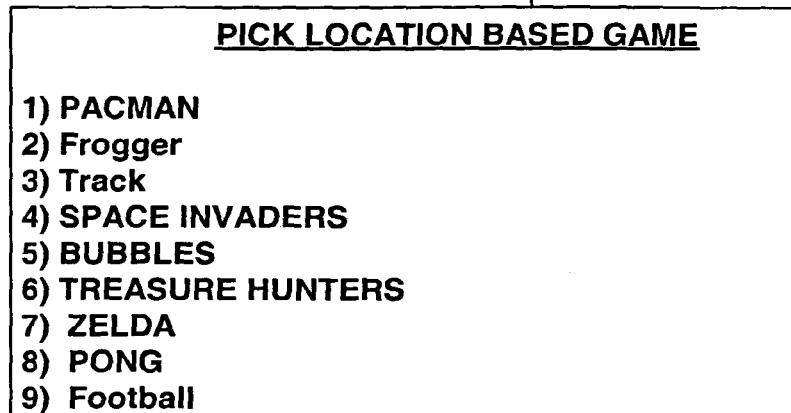 PICK LOCATION BASED GAME
1) PACMAN
2) Frogger
3) Track
4) SPACE INVADERS
5) BUBBLES
6) TREASURE HUNTERS
7) ZELDA
8) PONG
9) Football